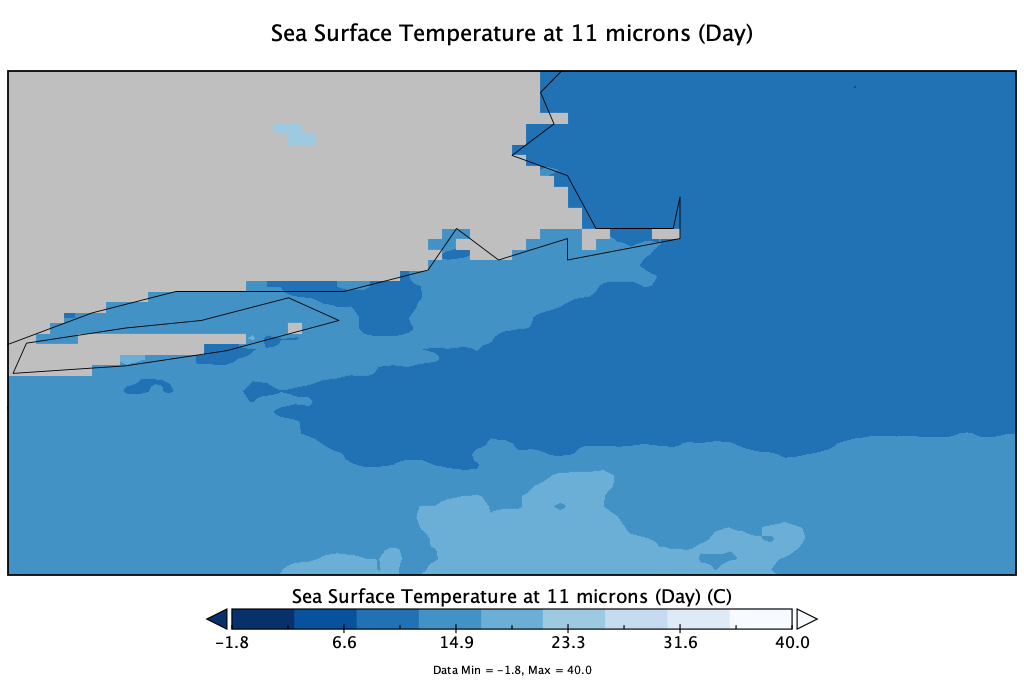 Sea Surface Temperature at 11 microns (Day)
Sea Surface Temperature at 11 microns (Day) (C)
−1.8 6.6 14.9 23.3 31.6 40.0
Data Min = −1.8, Max = 40.0